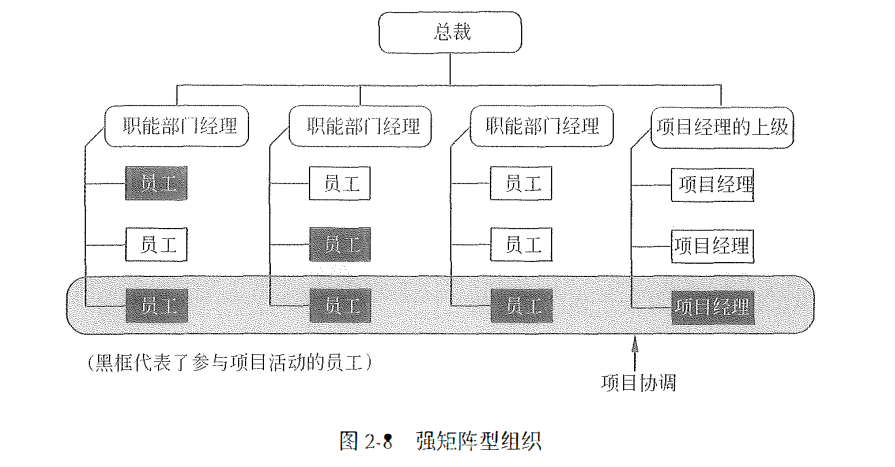 总裁
职能部门经理 职能部门经理 职能部门经理 项目经理的上级
员工 员工 员工 项目经理
员工 员工 员工 项目经理
员工 员工 员工 项目经理
(黑框代表了参与项目活动的员工)
项目协调
图 2-8 强矩阵型组织